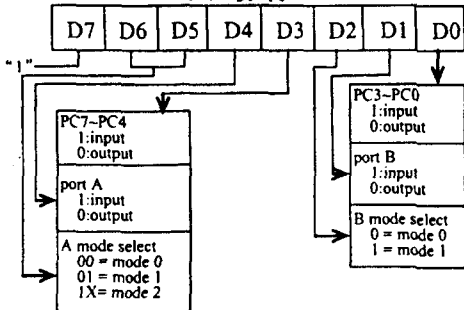 D7 D6 D5 D4 D3 D2 D1 D0
"1"
PC7~PC4
1:input
0:output
port A
1:input
0:output
A mode select
00 = mode 0
01 = mode 1
1X= mode 2
PC3~PC0
1:input
0:output
port B
1:input
0:output
B mode select
0 = mode 0
1 = mode 1